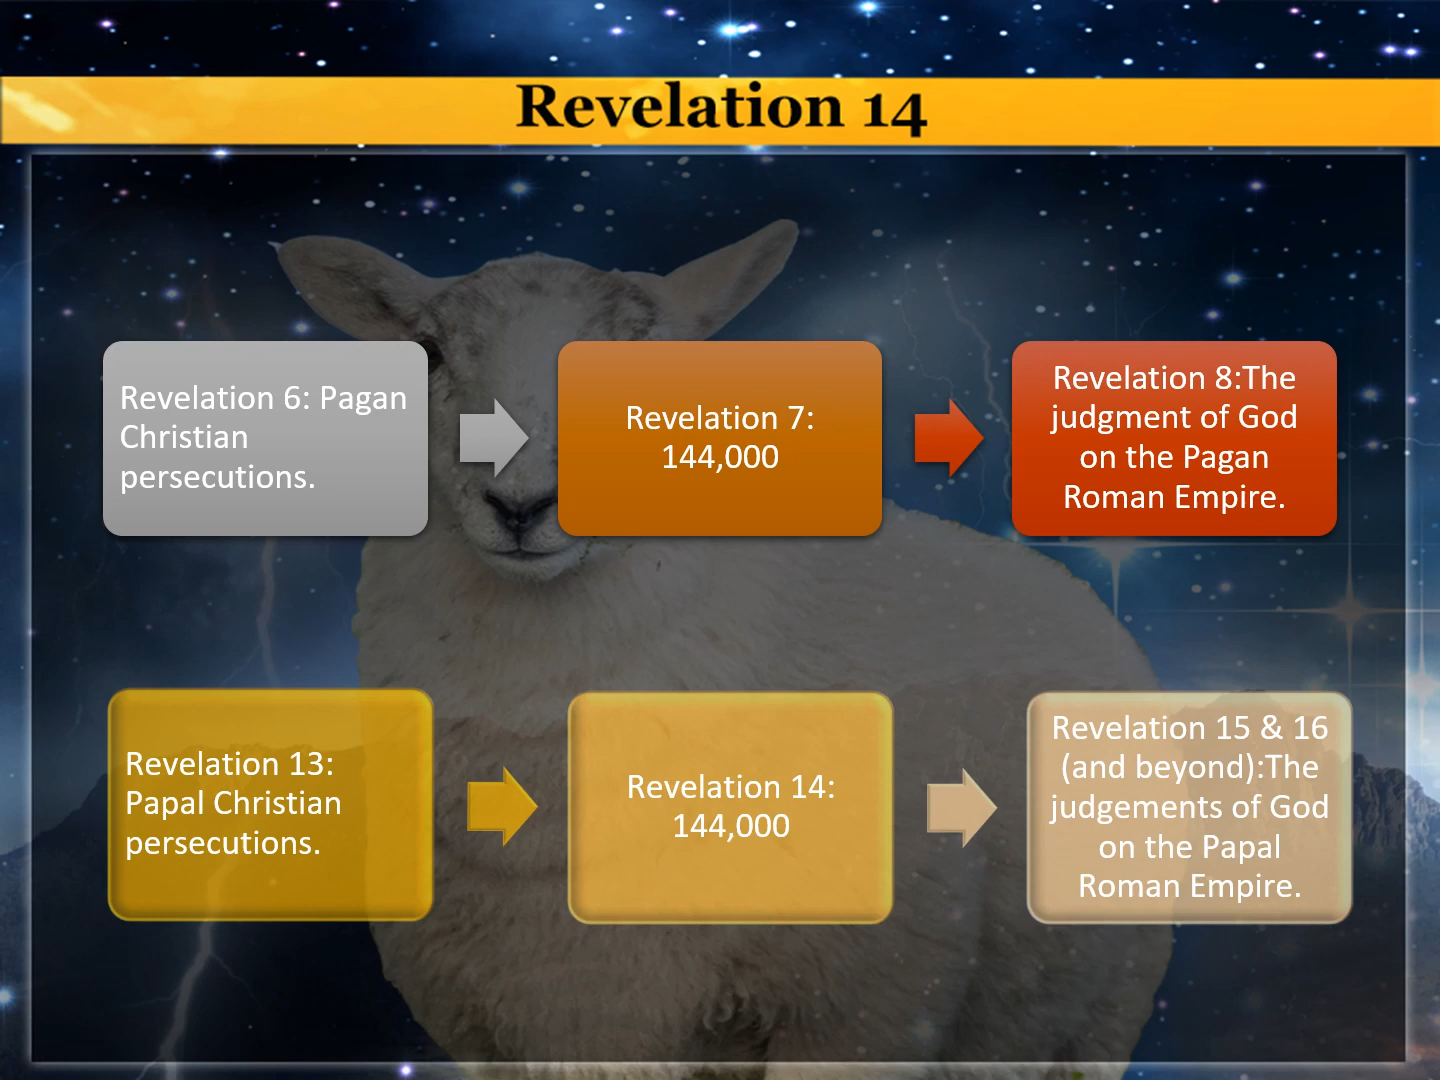 Revelation 14
Revelation 6: Pagan
Christian
persecutions.
Revelation 7:
144,000
Revelation 8:The
judgment of God
on the Pagan
Roman Empire.
Revelation 13:
Papal Christian
persecutions.
Revelation 14:
144,000
Revelation 15 & 16
(and beyond):The
judgements of God
on the Papal
Roman Empire.